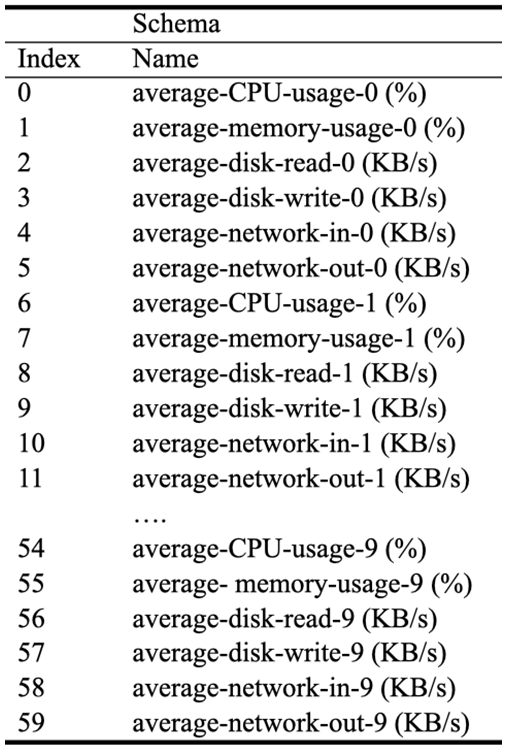 Schema
Index Name
0 average-CPU-usage-0 (%)
1 average-memory-usage-0 (%)
2 average-disk-read-0 (KB/s)
3 average-disk-write-0 (KB/s)
4 average-network-in-0 (KB/s)
5 average-network-out-0 (KB/s)
6 average-CPU-usage-1 (%)
7 average-memory-usage-1 (%)
8 average-disk-read-1 (KB/s)
9 average-disk-write-1 (KB/s)
10 average-network-in-1 (KB/s)
11 average-network-out-1 (KB/s)
....
54 average-CPU-usage-9 (%)
55 average- memory-usage-9 (%)
56 average-disk-read-9 (KB/s)
57 average-disk-write-9 (KB/s)
58 average-network-in-9 (KB/s)
59 average-network-out-9 (KB/s)